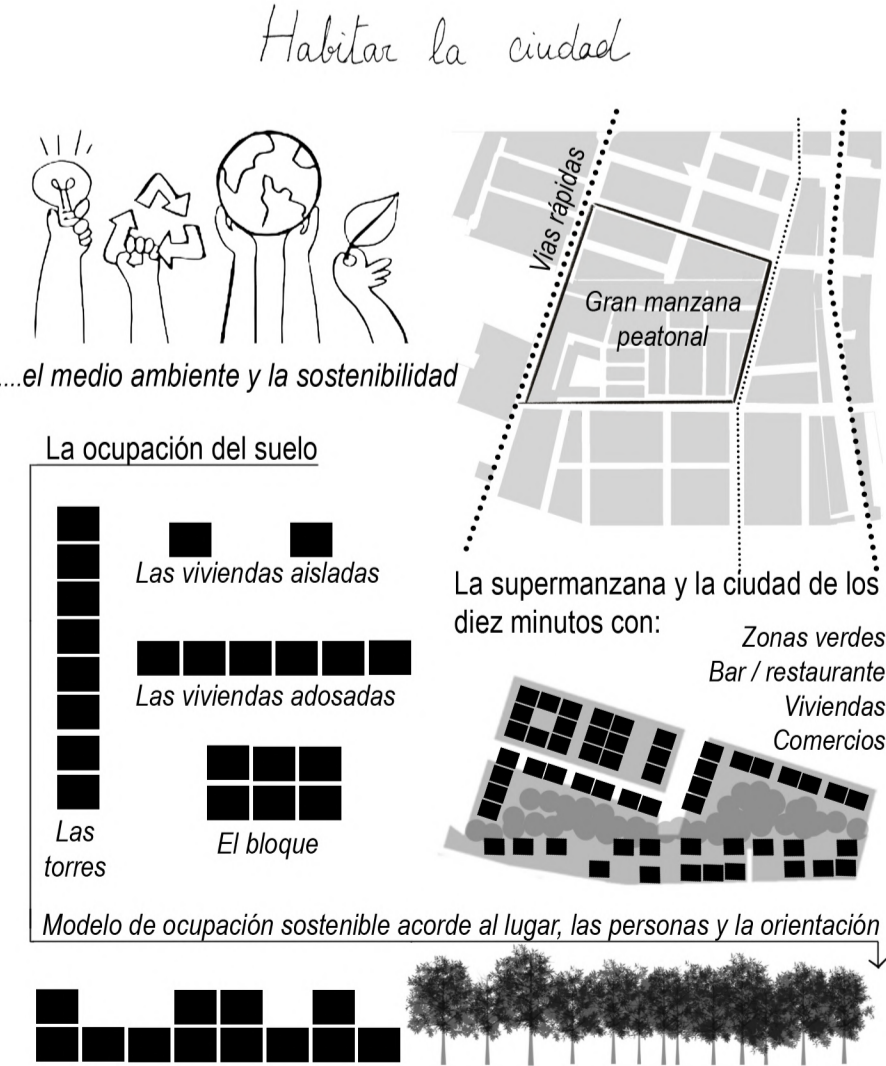 Habitar la ciudad
....el medio ambiente y la sostenibilidad
Vias rápidas
Gran manzana
peatonal
La ocupación del suelo
Las viviendas aisladas
Las viviendas adosadas
El bloque
Las
torres
La supermanzana y la ciudad de los
diez minutos con:
Zonas verdes
Bar / restaurante
Viviendas
Comercios
Modelo de ocupación sostenible acorde al lugar, las personas y la orientación